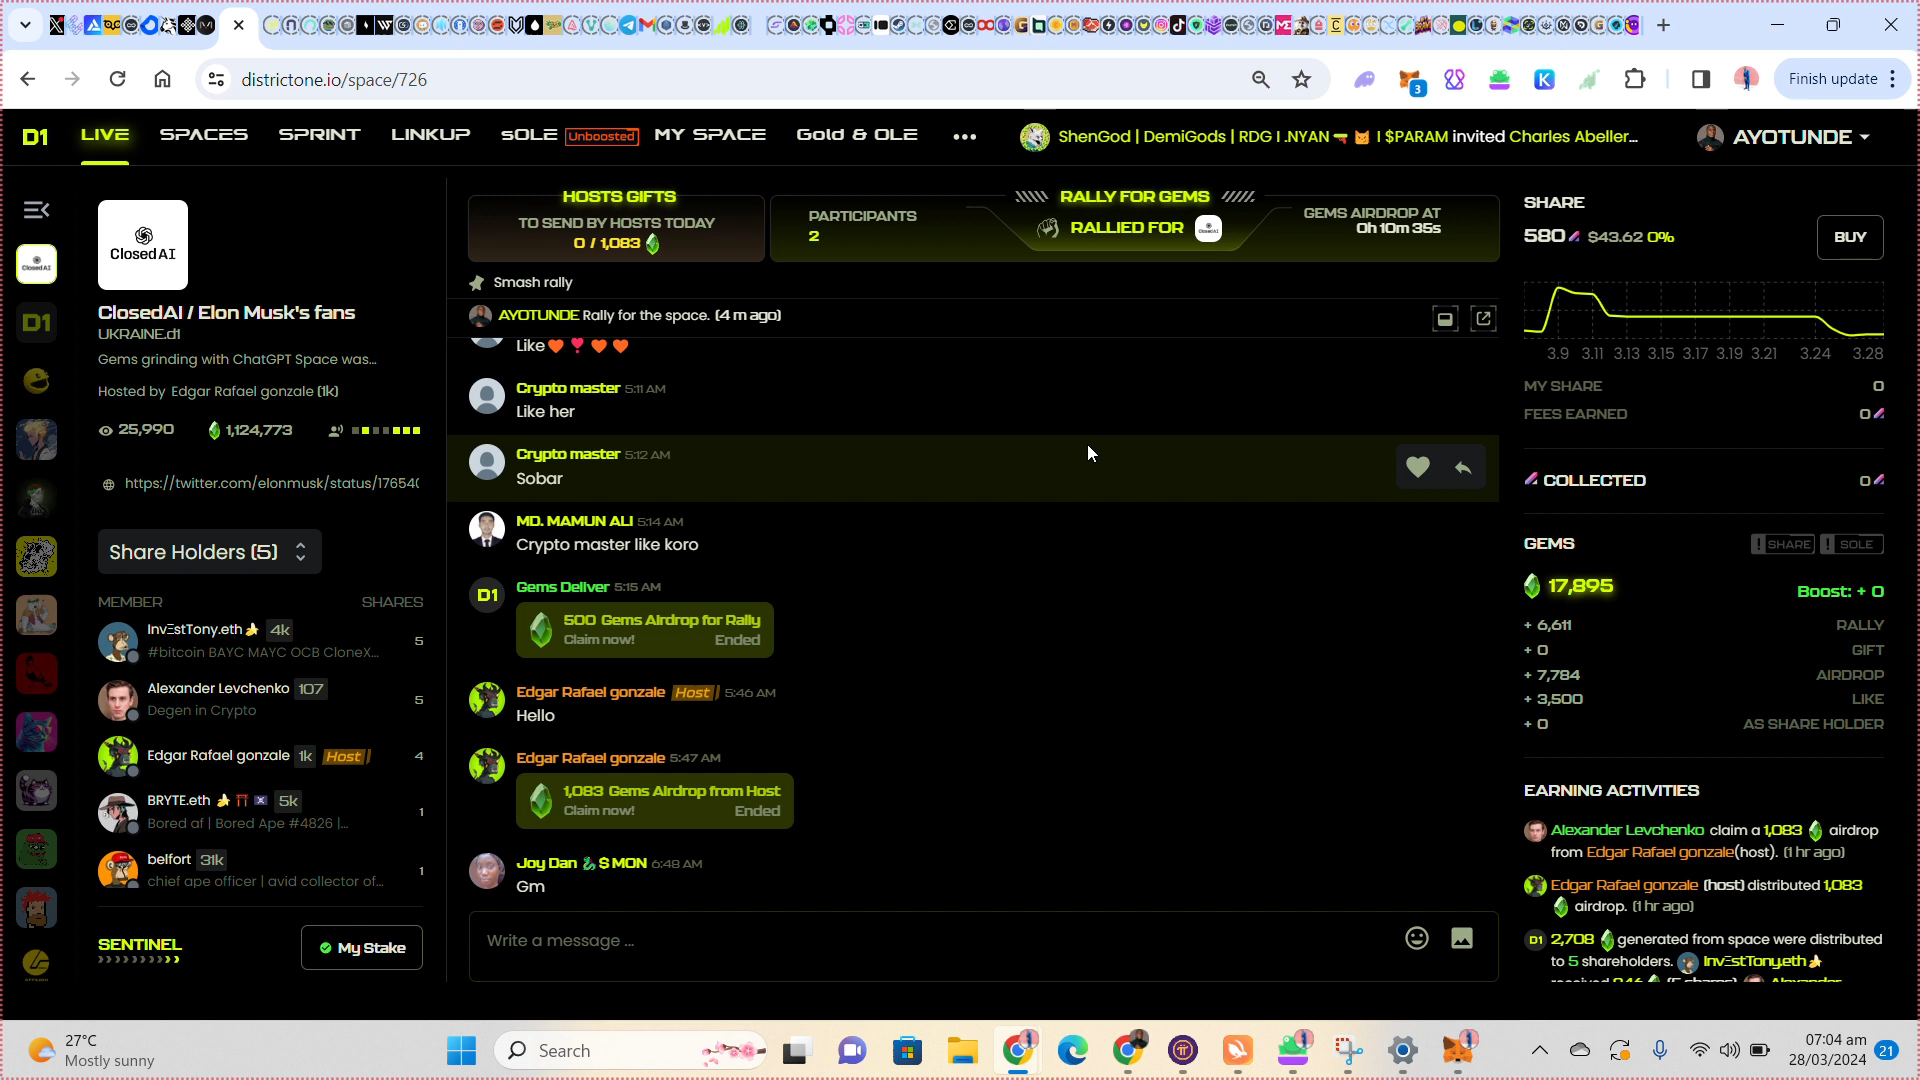 districtone.io/space/726
3
Finish update
D1
LIVE
SPACES
SPRINT
LINKUP
sOLE Unboosted
MY SPACE
Gold & OLE
ShenGod | DemiGods | RDG I .NYAN 🔫 😼 I $PARAM invited Charles Abeller...
AYOTUNDE
ClosedAI
ClosedAI / Elon Musk's fans
UKRAINE.d1
Gems grinding with ChatGPT Space was...
Hosted by Edgar Rafael gonzale (1k)
25,990
1,124,773
https://twitter.com/elonmusk/status/17654
Share Holders (5)
MEMBER SHARES
InvΞstTony.eth🍌 4k
#bitcoin BAYC MAYC OCB CloneX...
5
Alexander Levchenko 107
Degen in Crypto
5
Edgar Rafael gonzale 1k Host
4
BRYTE.eth 🍌 ⛩ 🏴‍☠️ 5k
Bored af | Bored Ape #4826 |...
1
belfort 31k
chief ape officer | avid collector of...
1
SENTINEL
My Stake
HOSTS GIFTS
TO SEND BY HOSTS TODAY
0 / 1,083
PARTICIPANTS
2
RALLY FOR GEMS
RALLIED FOR
GEMS AIRDROP AT
0h 10m 35s
Smash rally
AYOTUNDE Rally for the space. (4 m ago)
Like🧡❣️🧡🧡
Crypto master 5:11 AM
Like her
Crypto master 5:12 AM
Sobar
MD. MAMUN ALI 5:14 AM
Crypto master like koro
D1
Gems Deliver 5:15 AM
500 Gems Airdrop for Rally
Claim now! Ended
Edgar Rafael gonzale Host 5:46 AM
Hello
Edgar Rafael gonzale 5:47 AM
1,083 Gems Airdrop from Host
Claim now! Ended
Joy Dan 🐉 $ MON 6:48 AM
Gm
Write a message ...
SHARE
580 $43.62 0%
BUY
3.9 3.11 3.13 3.15 3.17 3.19 3.21 3.24 3.28
MY SHARE 0
FEES EARNED 0
COLLECTED 0
GEMS
! SHARE ! SOLE
17,895
Boost: + 0
+ 6,611 RALLY
+ 0 GIFT
+ 7,784 AIRDROP
+ 3,500 LIKE
+ 0 AS SHARE HOLDER
EARNING ACTIVITIES
Alexander Levchenko claim a 1,083 airdrop
from Edgar Rafael gonzale(host). (1 hr ago)
Edgar Rafael gonzale (host) distributed 1,083
airdrop. (1 hr ago)
D1 2,708 generated from space were distributed
to 5 shareholders. InvΞstTony.eth🍌
27°C
Mostly sunny
Search
07:04 am
28/03/2024
21